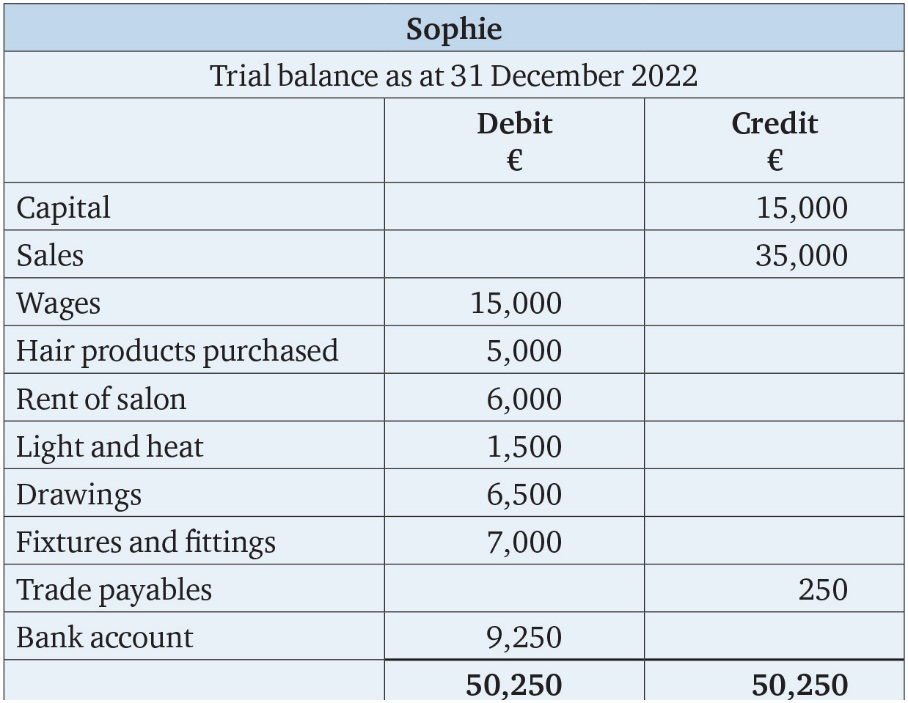 Sophie
Trial balance as at 31 December 2022
Debit Credit
€ €
Capital 15,000
Sales 35,000
Wages 15,000
Hair products purchased 5,000
Rent of salon 6,000
Light and heat 1,500
Drawings 6,500
Fixtures and fittings 7,000
Trade payables 250
Bank account 9,250
50,250 50,250